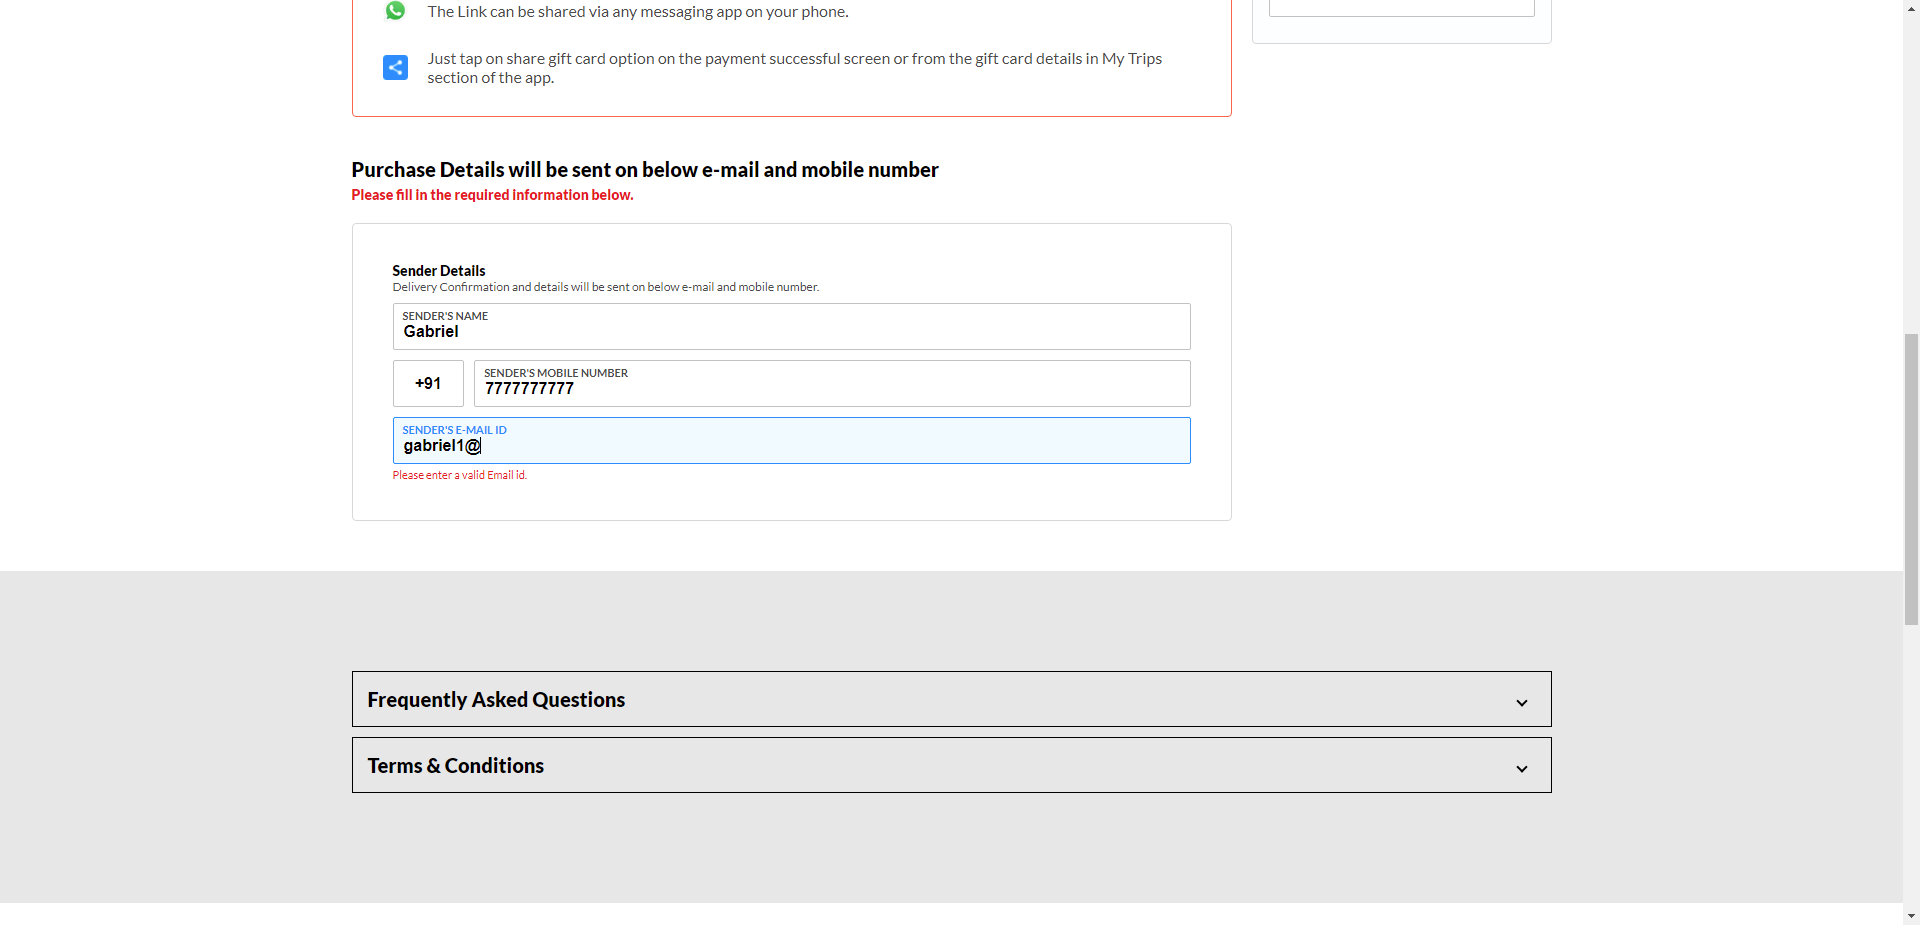 The Link can be shared via any messaging app on your phone.
Just tap on share gift card option on the payment successful screen or from the gift card details in My Trips
section of the app.
Purchase Details will be sent on below e-mail and mobile number
Please fill in the required information below.
Sender Details
Delivery Confirmation and details will be sent on below e-mail and mobile number.
SENDER'S NAME
Gabriel
+91
SENDER'S MOBILE NUMBER
7777777777
SENDER'S E-MAIL ID
gabriel1@
Please enter a valid Email id.
Frequently Asked Questions
Terms & Conditions